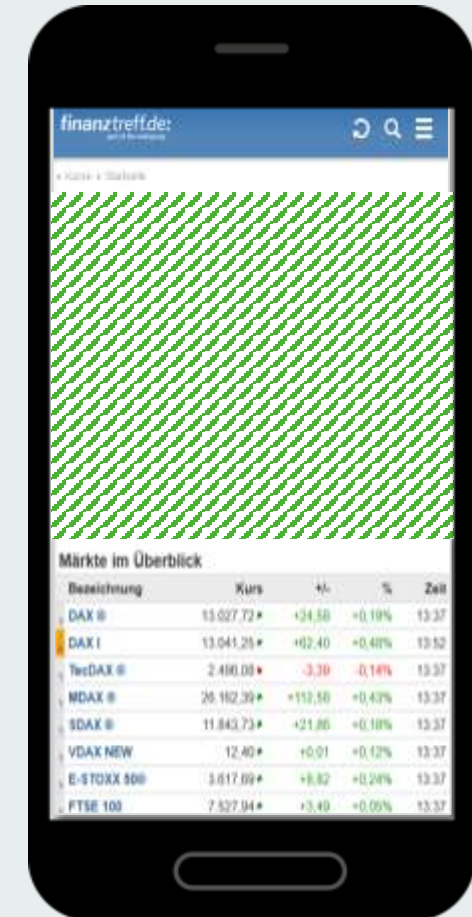 finanztreff.de:
Kurse Startseite
Märkte im Überblick
Bezeichnung Kurs +/- % Zeit
DAX ® 13.027,72 +24,58 +0,19% 13:37
DAX I 13.041,25 +62,40 +0,48% 13:52
TecDAX ® 2.498,08 -3,39 -0,14% 13:37
MDAX ® 26.162,39 +112,58 +0,43% 13:37
SDAX ® 11.843,73 +21,86 +0,18% 13:37
VDAX NEW 12,40 +0,01 +0,12% 13:37
E-STOXX 50® 3.617,69 +8,82 +0,24% 13:37
FTSE 100 7.527,94 +3,49 +0,05% 13:37